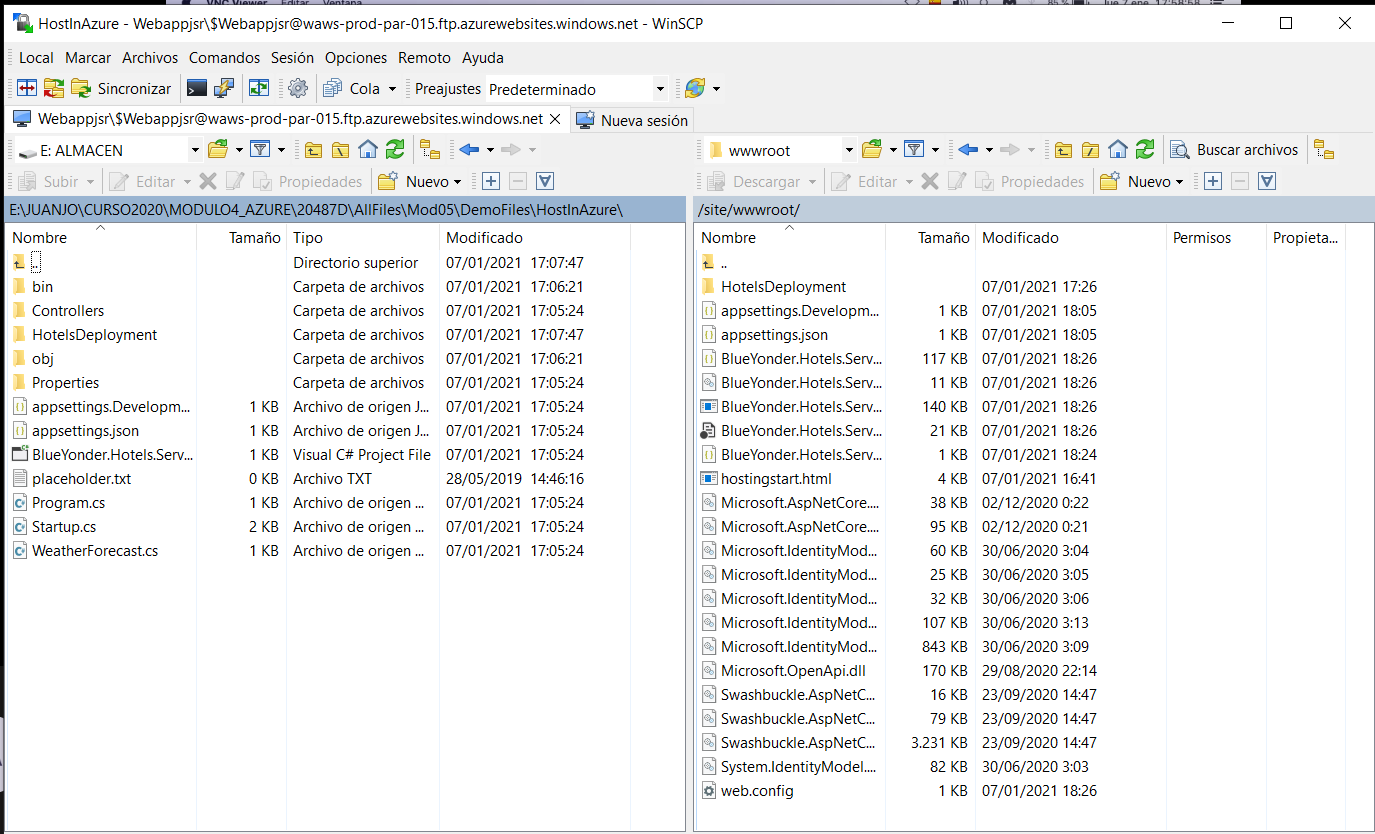 HostInAzure - Webappjsr\$Webappjsr@waws-prod-par-015.ftp.azurewebsites.windows.net - WinSCP
Local Marcar Archivos Comandos Sesión Opciones Remoto Ayuda
Sincronizar Cola Preajustes Predeterminado
Webappjsr\$Webappjsr@waws-prod-par-015.ftp.azurewebsites.windows.net Nueva sesión
E: ALMACEN
Subir Editar Propiedades Nuevo
E:\JUANJO\CURSO2020\MODULO4_AZURE\20487D\AllFiles\Mod05\DemoFiles\HostInAzure\
Nombre Tamaño Tipo Modificado
.. Directorio superior 07/01/2021 17:07:47
bin Carpeta de archivos 07/01/2021 17:06:21
Controllers Carpeta de archivos 07/01/2021 17:05:24
HotelsDeployment Carpeta de archivos 07/01/2021 17:07:47
obj Carpeta de archivos 07/01/2021 17:06:21
Properties Carpeta de archivos 07/01/2021 17:05:24
appsettings.Developm... 1 KB Archivo de origen J... 07/01/2021 17:05:24
appsettings.json 1 KB Archivo de origen J... 07/01/2021 17:05:24
BlueYonder.Hotels.Serv... 1 KB Visual C# Project File 07/01/2021 17:05:24
placeholder.txt 0 KB Archivo TXT 28/05/2019 14:46:16
Program.cs 1 KB Archivo de origen ... 07/01/2021 17:05:24
Startup.cs 2 KB Archivo de origen ... 07/01/2021 17:05:24
WeatherForecast.cs 1 KB Archivo de origen ... 07/01/2021 17:05:24
wwwroot Buscar archivos
Descargar Editar Propiedades Nuevo
/site/wwwroot/
Nombre Tamaño Modificado Permisos Propieta...
..
HotelsDeployment 07/01/2021 17:26
appsettings.Developm... 1 KB 07/01/2021 18:05
appsettings.json 1 KB 07/01/2021 18:05
BlueYonder.Hotels.Serv... 117 KB 07/01/2021 18:26
BlueYonder.Hotels.Serv... 11 KB 07/01/2021 18:26
BlueYonder.Hotels.Serv... 140 KB 07/01/2021 18:26
BlueYonder.Hotels.Serv... 21 KB 07/01/2021 18:26
BlueYonder.Hotels.Serv... 1 KB 07/01/2021 18:24
hostingstart.html 4 KB 07/01/2021 16:41
Microsoft.AspNetCore.... 38 KB 02/12/2020 0:22
Microsoft.AspNetCore.... 95 KB 02/12/2020 0:21
Microsoft.IdentityMod... 60 KB 30/06/2020 3:04
Microsoft.IdentityMod... 25 KB 30/06/2020 3:05
Microsoft.IdentityMod... 32 KB 30/06/2020 3:06
Microsoft.IdentityMod... 107 KB 30/06/2020 3:13
Microsoft.IdentityMod... 843 KB 30/06/2020 3:09
Microsoft.OpenApi.dll 170 KB 29/08/2020 22:14
Swashbuckle.AspNetC... 16 KB 23/09/2020 14:47
Swashbuckle.AspNetC... 79 KB 23/09/2020 14:47
Swashbuckle.AspNetC... 3.231 KB 23/09/2020 14:47
System.IdentityModel.... 82 KB 30/06/2020 3:03
web.config 1 KB 07/01/2021 18:26